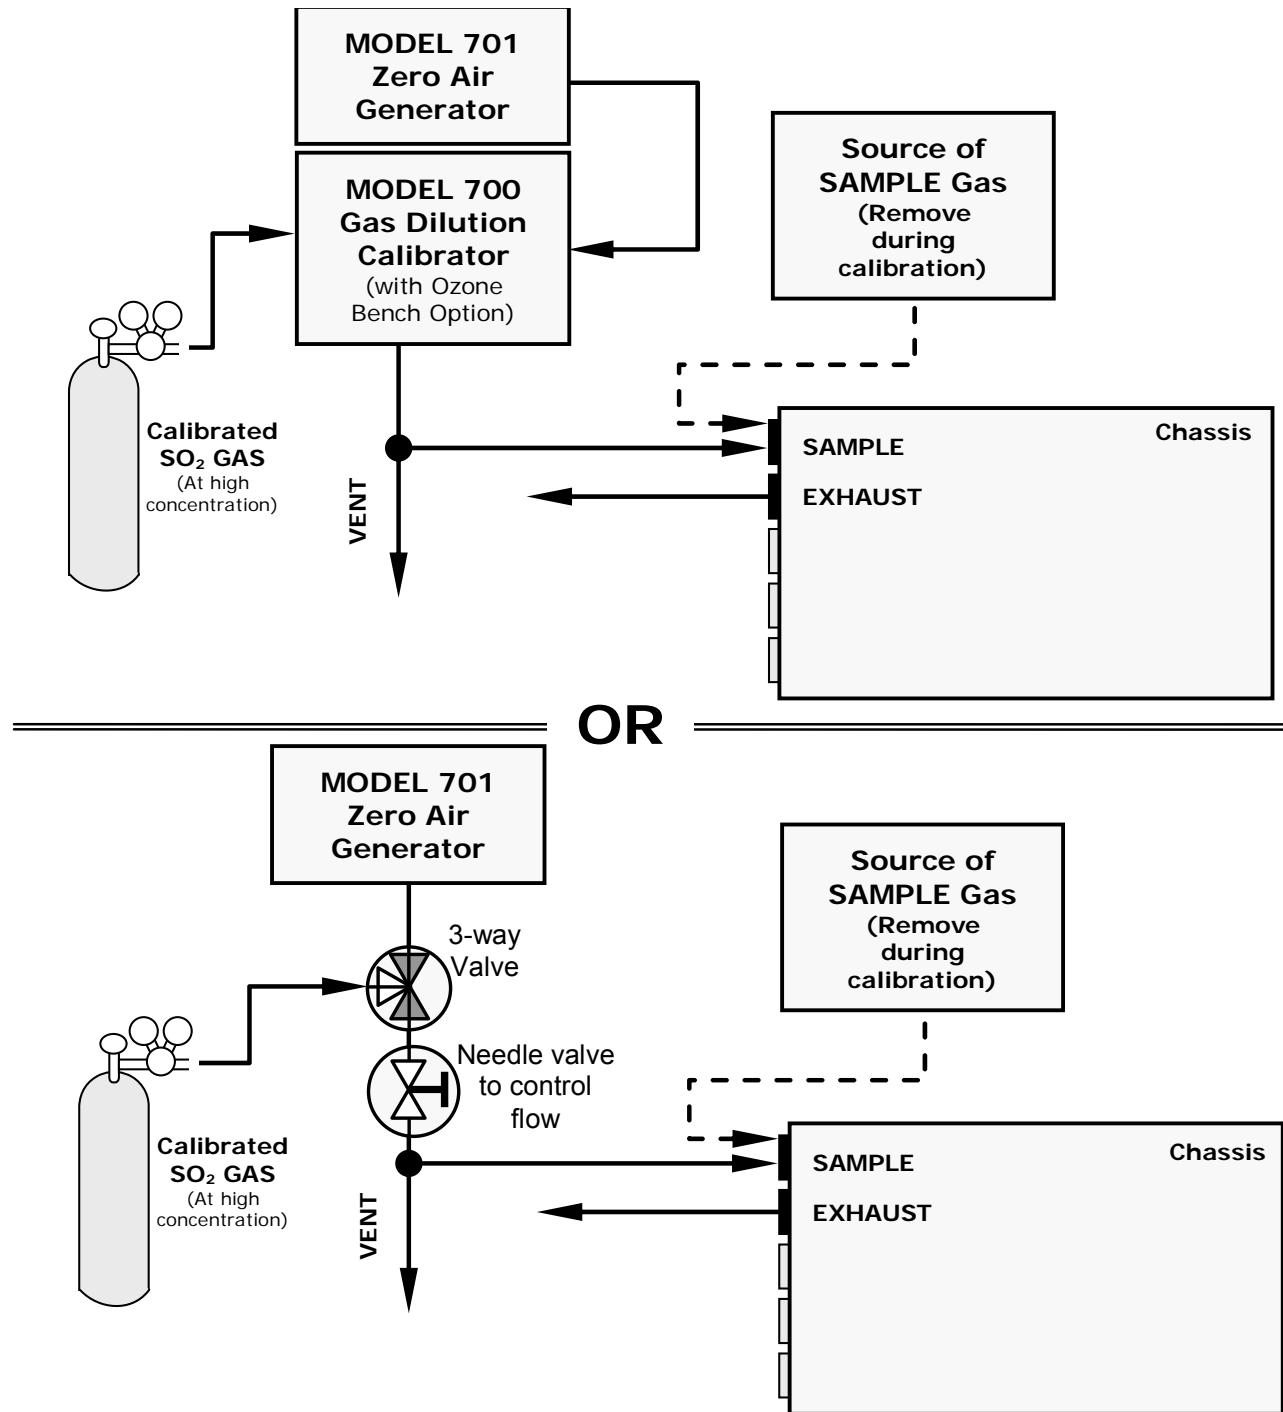 MODEL 701
Zero Air
Generator
MODEL 700
Gas Dilution
Calibrator
(with Ozone
Bench Option)
Source of
SAMPLE Gas
(Remove
during
calibration)
Calibrated
SO₂ GAS
(At high
concentration)
VENT
Chassis
SAMPLE
EXHAUST
OR
MODEL 701
Zero Air
Generator
3-way
Valve
Needle valve
to control
flow
Source of
SAMPLE Gas
(Remove
during
calibration)
Calibrated
SO₂ GAS
(At high
concentration)
VENT
Chassis
SAMPLE
EXHAUST